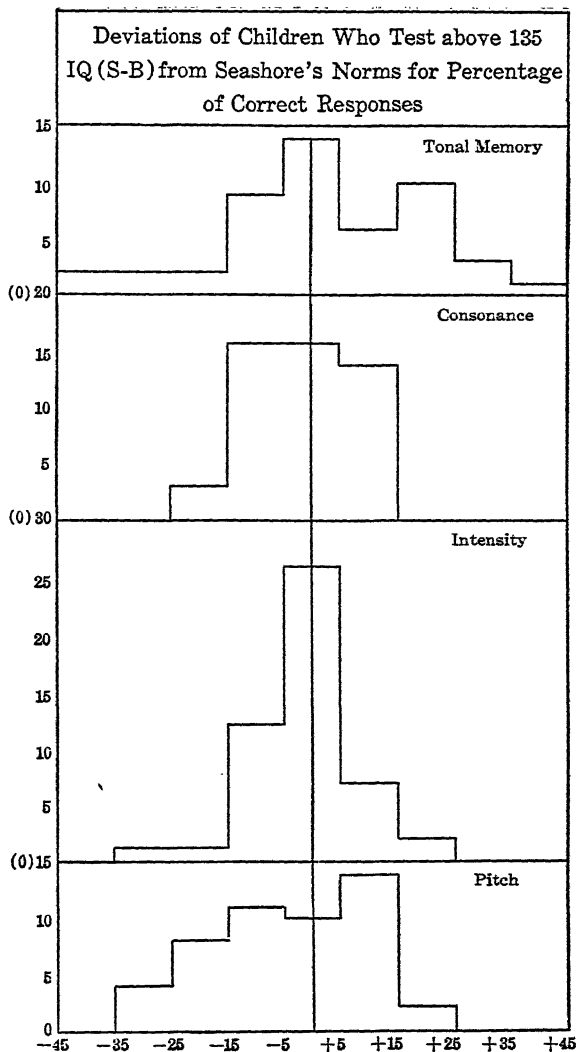 Deviations of Children Who Test above 135
IQ (S-B) from Seashore's Norms for Percentage
of Correct Responses
15
Tonal Memory
10
5
(0) 20
Consonance
15
10
5
(0) 30
Intensity
25
20
15
10
5
(0) 15
Pitch
10
5
0
−45 −35 −25 −15 −5 +5 +15 +25 +35 +45